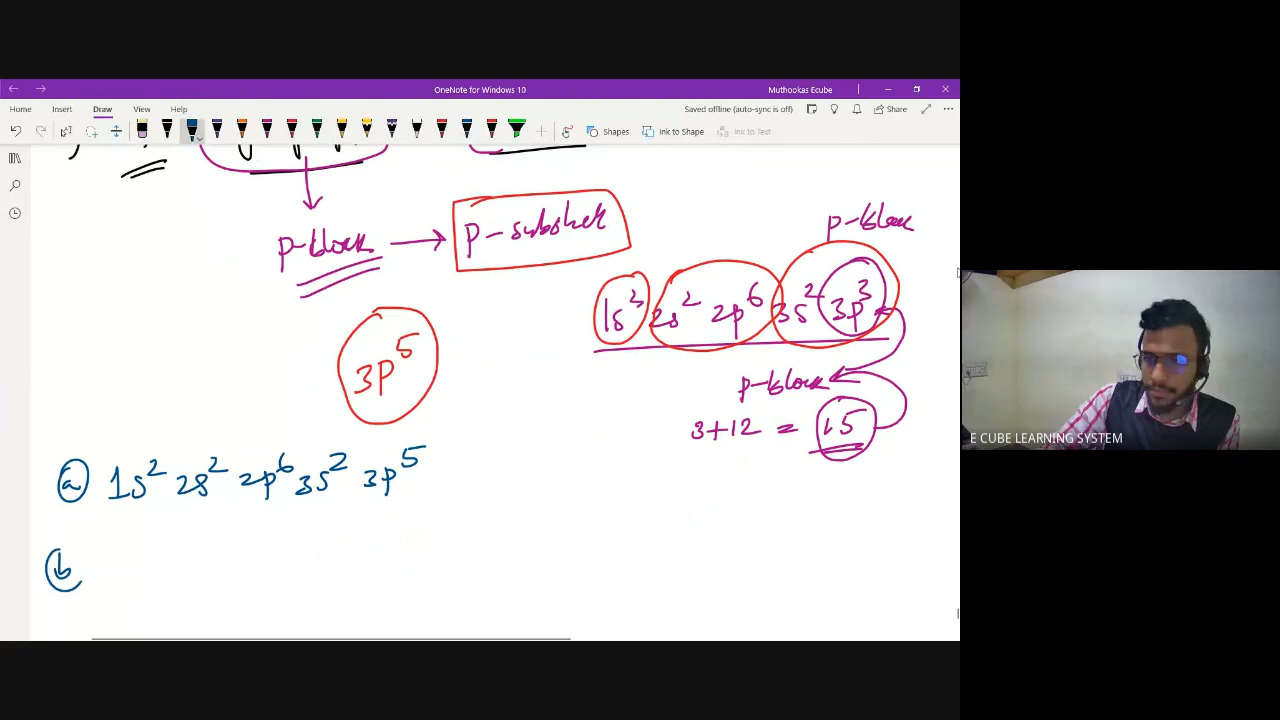 OneNote for Windows 10
Muthookas Ecube
Home Insert Draw View Help
Saved offline (auto-sync is off)
Share
Shapes Ink to Shape Ink to Text
p-block → p-subshell
p-block
1s² 2s² 2p⁶ 3s² 3p³
3p⁵
p-block
3+12 = 15
a 1s² 2s² 2p⁶ 3s² 3p⁵
b
E CUBE LEARNING SYSTEM